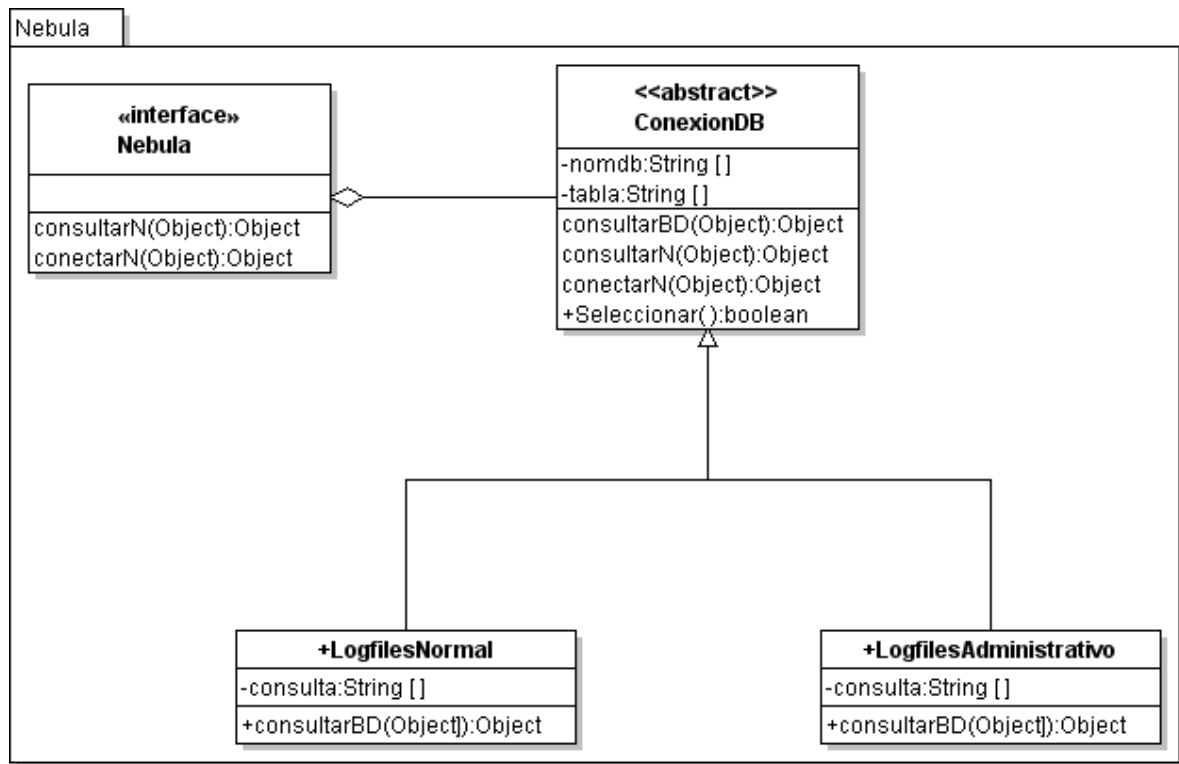 Nebula
«interface»
Nebula
consultarN(Object):Object
conectarN(Object):Object
<<abstract>>
ConexionDB
-nomdb:String []
-tabla:String []
consultarBD(Object):Object
consultarN(Object):Object
conectarN(Object):Object
+Seleccionar():boolean
+LogfilesNormal
-consulta:String []
+consultarBD(Object]):Object
+LogfilesAdministrativo
-consulta:String []
+consultarBD(Object]):Object